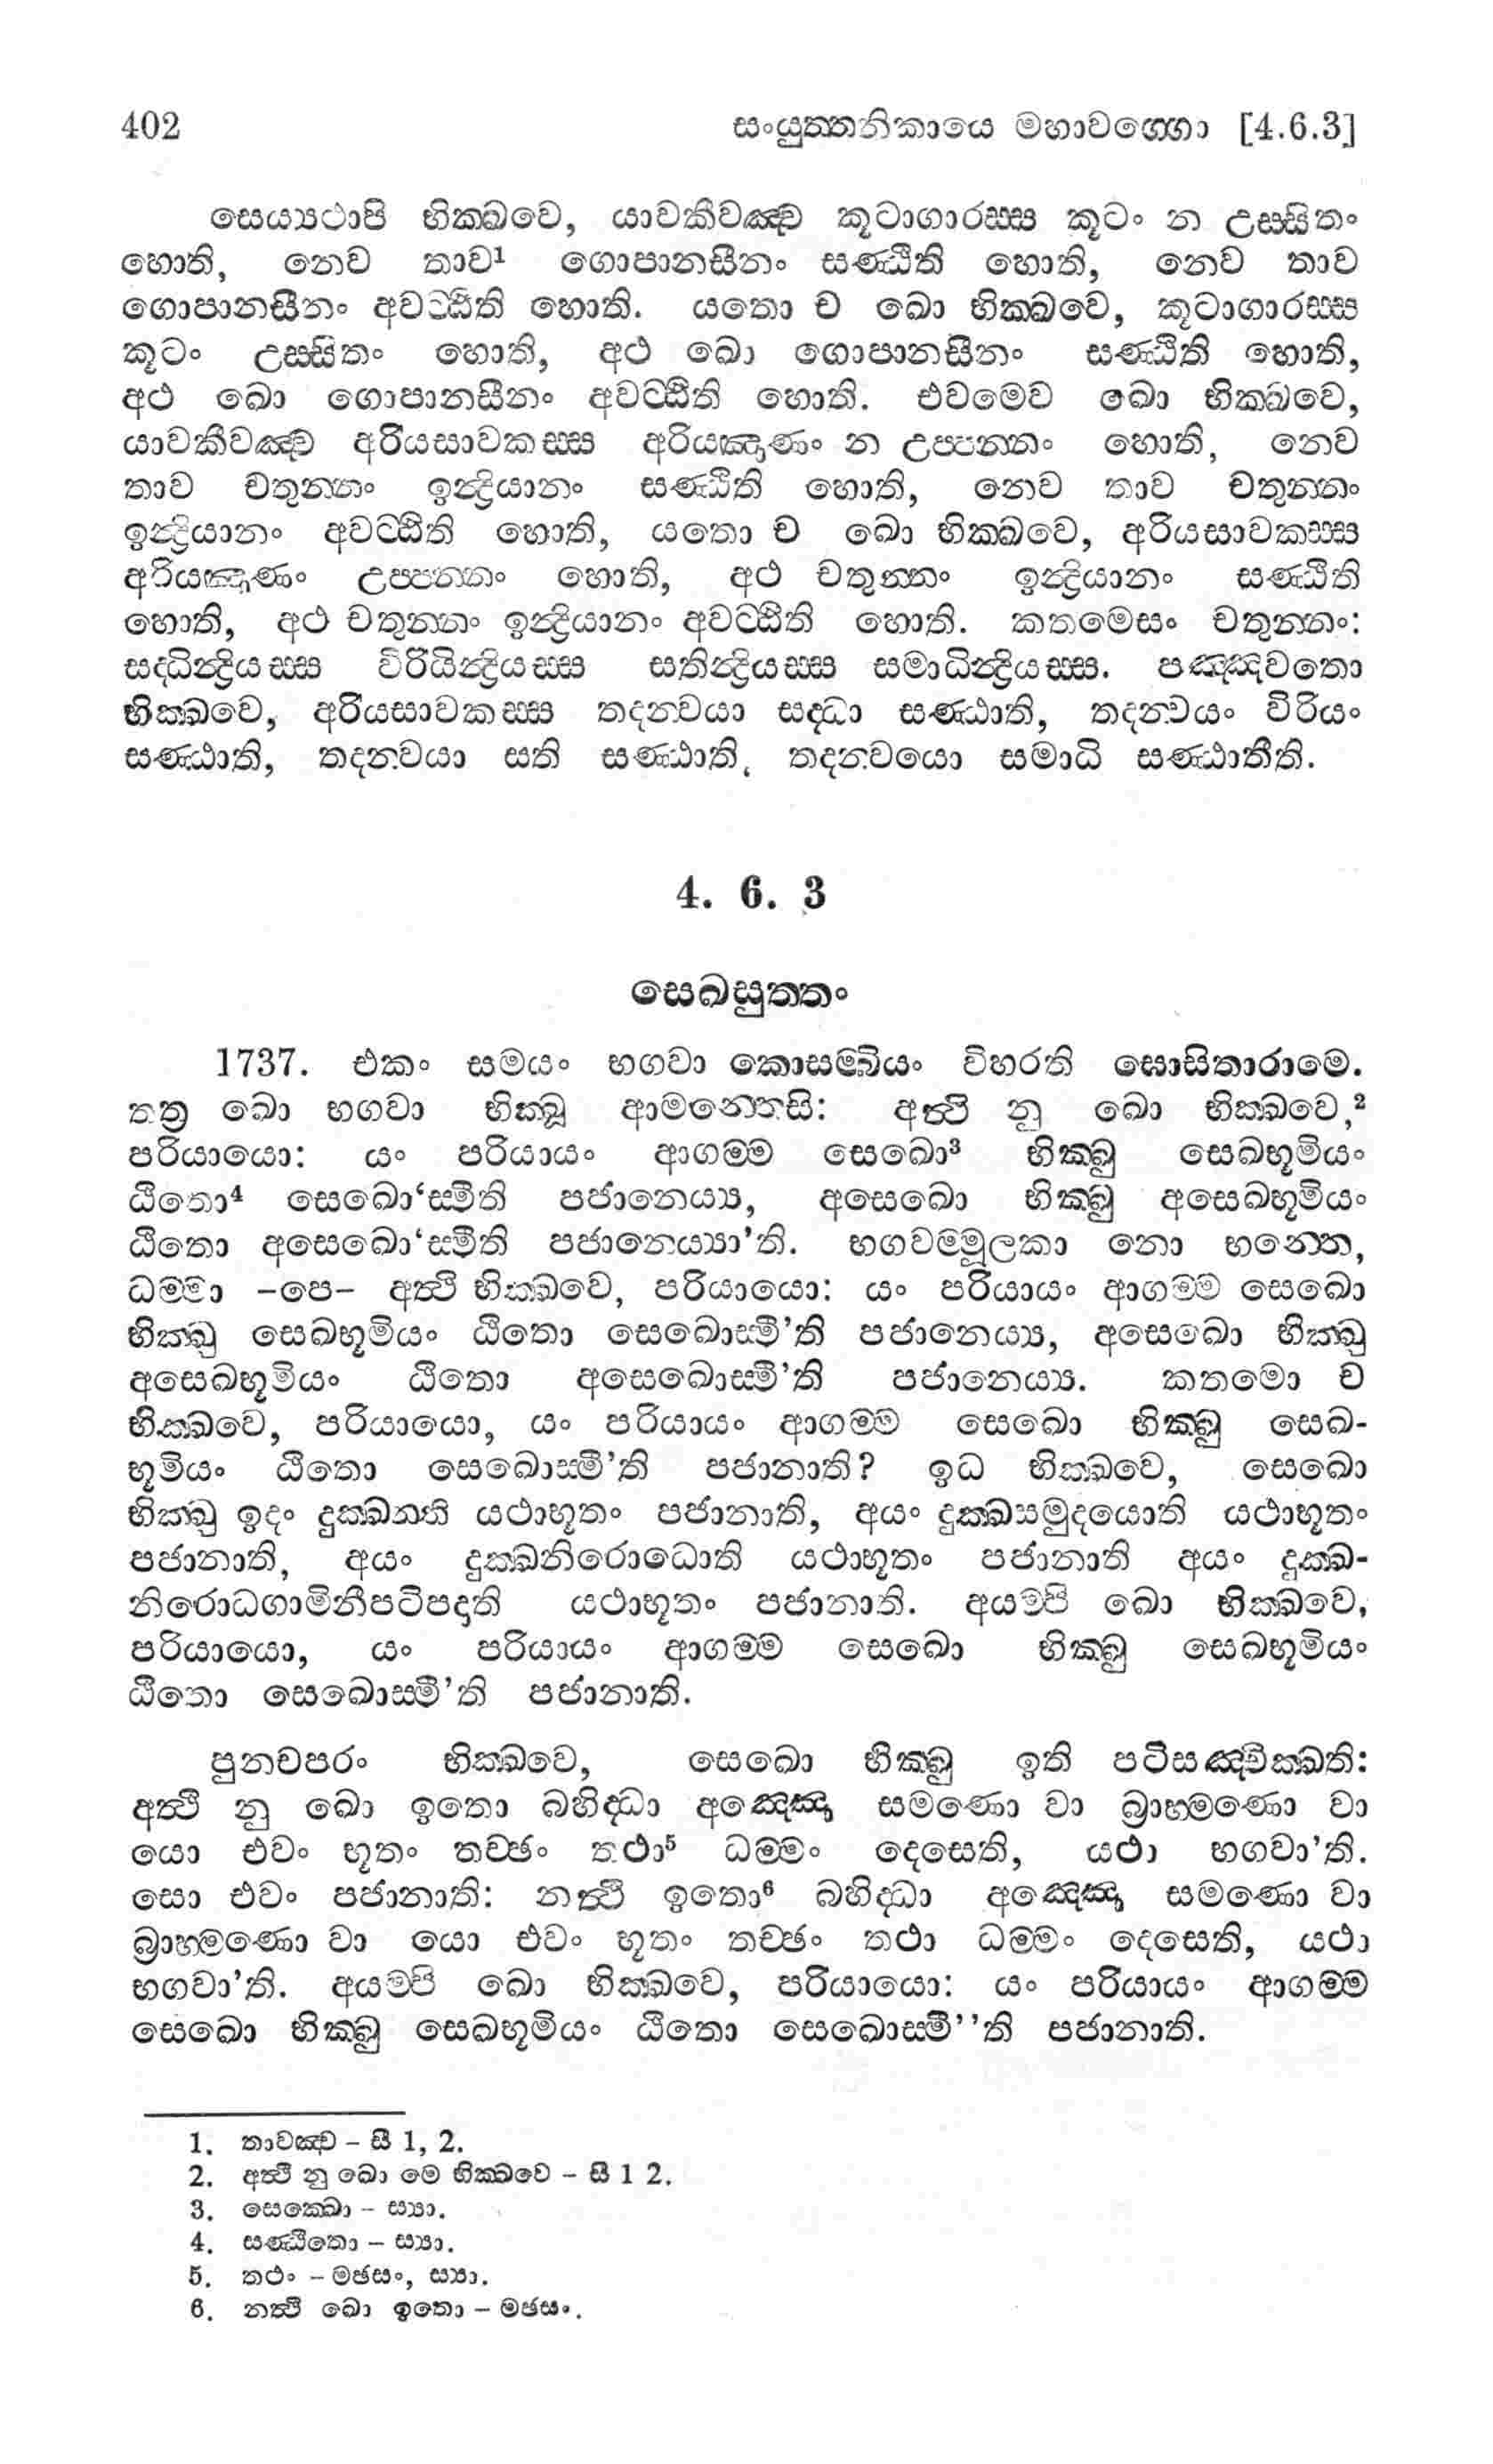 402 සංයුත්තනිකායෙ මහාවග්ගො [4.6.3]
සෙය්‍යථාපි භික්ඛවෙ, යාවකීවඤ්ච කූටාගාරස්ස කූටං න උස්සිතං
හොති, නෙව තාව¹ ගොපානසීනං සණ්ඨිති හොති, නෙව තාව
ගොපානසීනං අවට්ඨිති හොති. යතො ච ඛො භික්ඛවෙ, කූටාගාරස්ස
කූටං උස්සිතං හොති, අථ ඛො ගොපානසීනං සණ්ඨිති හොති,
අථ ඛො ගොපානසීනං අවට්ඨිති හොති. එවමෙව ඛො භික්ඛවෙ,
යාවකීවඤ්ච අරියසාවකස්ස අරියඤාණං න උප්පන්නං හොති, නෙව
තාව චතුන්නං ඉන්ද්‍රියානං සණ්ඨිති හොති, නෙව තාව චතුන්නං
ඉන්ද්‍රියානං අවට්ඨිති හොති, යතො ච ඛො භික්ඛවෙ, අරියසාවකස්ස
අරියඤාණං උප්පන්නං හොති, අථ චතුන්නං ඉන්ද්‍රියානං සණ්ඨිති
හොති, අථ චතුන්නං ඉන්ද්‍රියානං අවට්ඨිති හොති. කතමෙසං චතුන්නං:
සද්ධින්ද්‍රියස්ස විරියින්ද්‍රියස්ස සතින්ද්‍රියස්ස සමාධින්ද්‍රියස්ස. පඤ්ඤවතො
භික්ඛවෙ, අරියසාවකස්ස තදන්වයා සද්ධා සණ්ඨාති, තදන්වයං විරියං
සණ්ඨාති, තදන්වයා සති සණ්ඨාති, තදන්වයො සමාධි සණ්ඨාතීති.
4. 6. 3
සෙඛසුත්තං
1737. එකං සමයං භගවා කොසම්බියං විහරති ඝොසිතාරාමෙ.
තත්‍ර ඛො භගවා භික්ඛූ ආමන්තෙසි: අත්ථි නු ඛො භික්ඛවෙ,²
පරියායො: යං පරියායං ආගම්ම සෙඛො³ භික්ඛු සෙඛභූමියං
ඨිතො⁴ සෙඛො‘ස්මීති පජානෙය්‍ය, අසෙඛො භික්ඛු අසෙඛභූමියං
ඨිතො අසෙඛො‘ස්මීති පජානෙය්‍යා’ති. භගවම්මූලකා නො භන්තෙ,
ධම්මා –පෙ– අත්ථි භික්ඛවෙ, පරියායො: යං පරියායං ආගම්ම සෙඛො
භික්ඛු සෙඛභූමියං ඨිතො සෙඛොස්මී’ති පජානෙය්‍ය, අසෙඛො භික්ඛු
අසෙඛභූමියං ඨිතො අසෙඛොස්මී’ති පජානෙය්‍ය. කතමො ච
භික්ඛවෙ, පරියායො, යං පරියායං ආගම්ම සෙඛො භික්ඛු සෙඛ-
භූමියං ඨිතො සෙඛොස්මී’ති පජානාති? ඉධ භික්ඛවෙ, සෙඛො
භික්ඛු ඉදං දුක්ඛන්ති යථාභූතං පජානාති, අයං දුක්ඛසමුදයොති යථාභූතං
පජානාති, අයං දුක්ඛනිරොධොති යථාභූතං පජානාති අයං දුක්ඛ-
නිරොධගාමිනීපටිපදාති යථාභූතං පජානාති. අයම්පි ඛො භික්ඛවෙ,
පරියායො, යං පරියායං ආගම්ම සෙඛො භික්ඛු සෙඛභූමියං
ඨිතො සෙඛොස්මී’ති පජානාති.
පුනචපරං භික්ඛවෙ, සෙඛො භික්ඛු ඉති පටිසඤ්චික්ඛති:
අත්ථි නු ඛො ඉතො බහිද්ධා අඤ්ඤො සමණො වා බ්‍රාහ්මණො වා
යො එවං භූතං තච්ඡං තථා⁵ ධම්මං දෙසෙති, යථා භගවා’ති.
සො එවං පජානාති: නත්ථි ඉතො⁶ බහිද්ධා අඤ්ඤො සමණො වා
බ්‍රාහ්මණො වා යො එවං භූතං තච්ඡං තථා ධම්මං දෙසෙති, යථා
භගවා’ති. අයම්පි ඛො භික්ඛවෙ, පරියායො: යං පරියායං ආගම්ම
සෙඛො භික්ඛු සෙඛභූමියං ඨිතො සෙඛොස්මී’’ති පජානාති.
1. තාවඤ්ච – සී 1, 2.
2. අත්ථි නු ඛො මෙ භික්ඛවෙ – සී 1 2.
3. සෙක්ඛො – ස්‍යා.
4. සණ්ඨිතො – ස්‍යා.
5. තථං – මඡසං, ස්‍යා.
6. නත්ථි ඛො ඉතො – මඡසං.